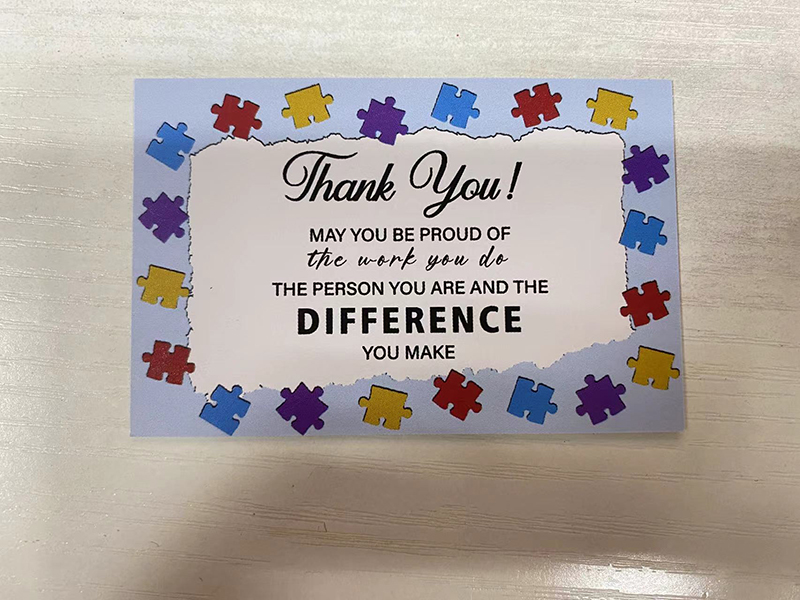 Thank You!
MAY YOU BE PROUD OF
the work you do
THE PERSON YOU ARE AND THE
DIFFERENCE
YOU MAKE